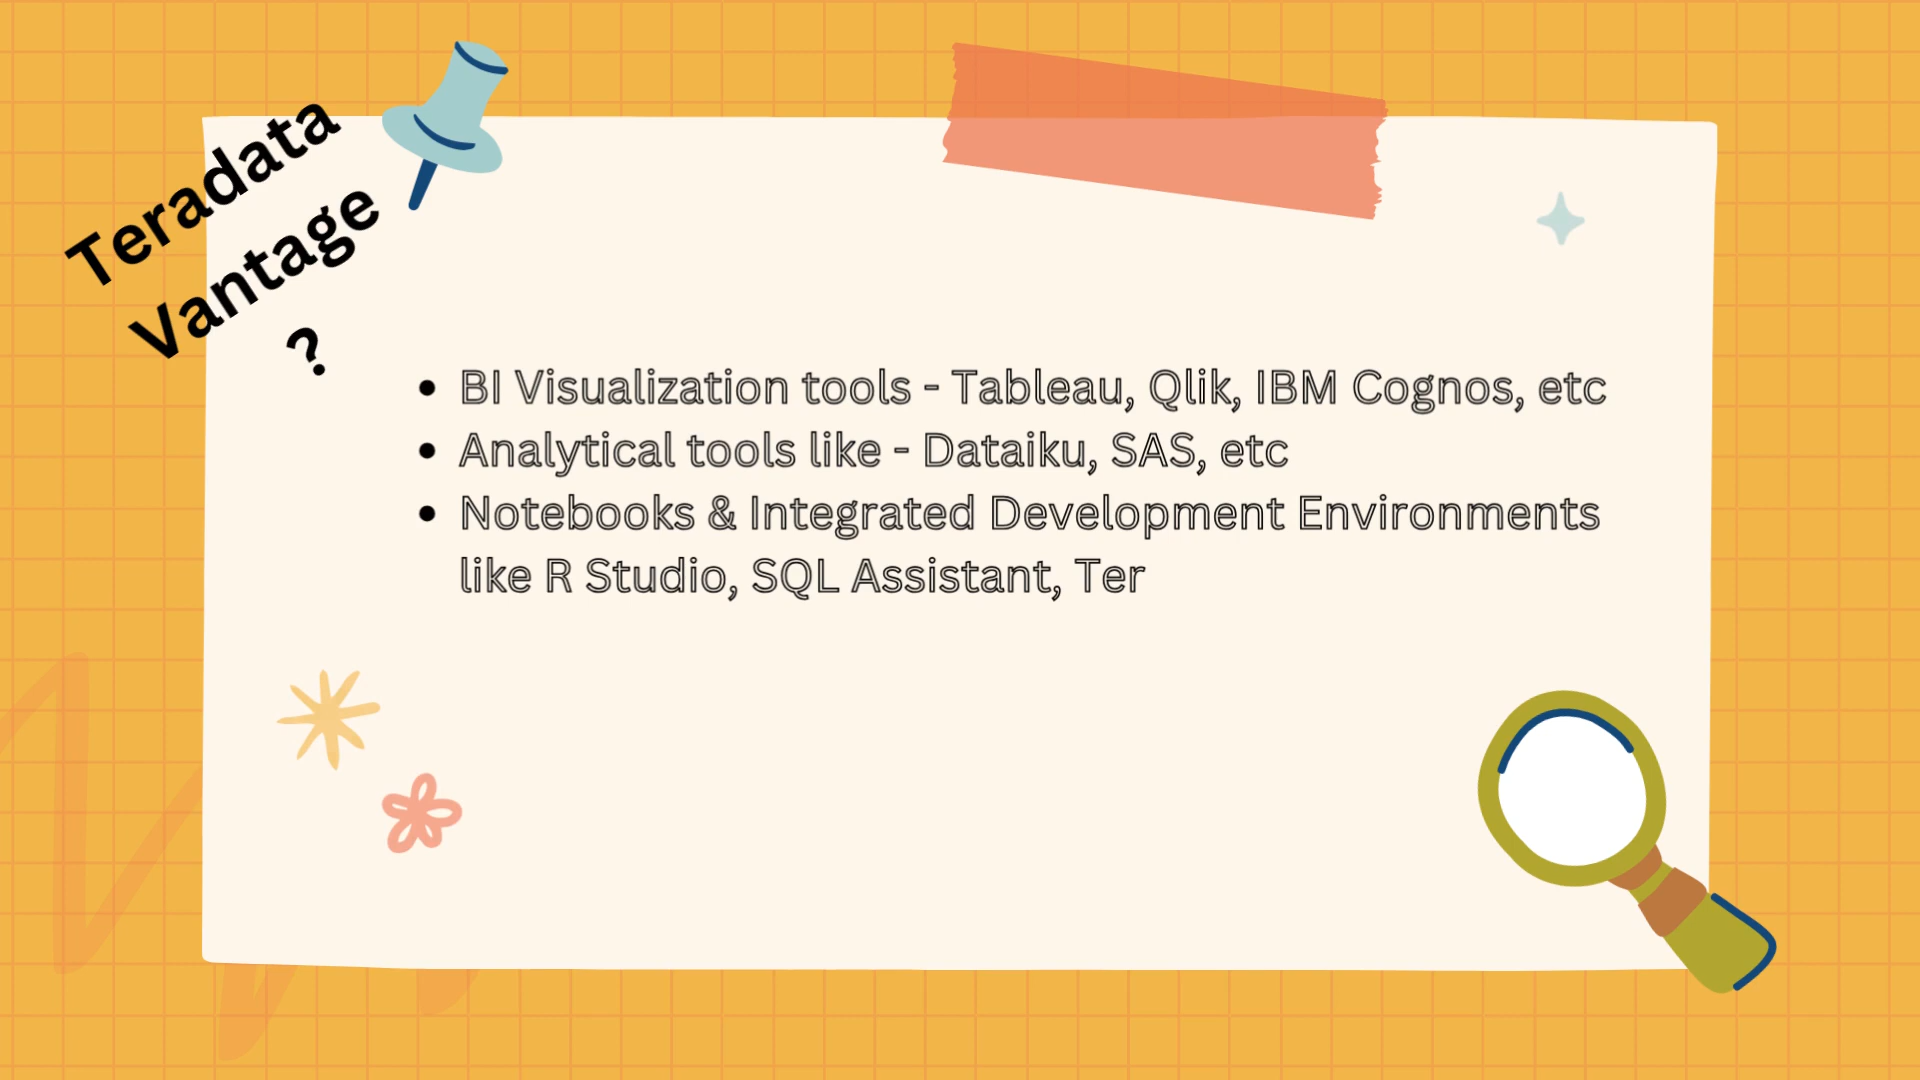 Teradata
Vantage
?
• BI Visualization tools - Tableau, Qlik, IBM Cognos, etc
• Analytical tools like - Dataiku, SAS, etc
• Notebooks & Integrated Development Environments
like R Studio, SQL Assistant, Ter